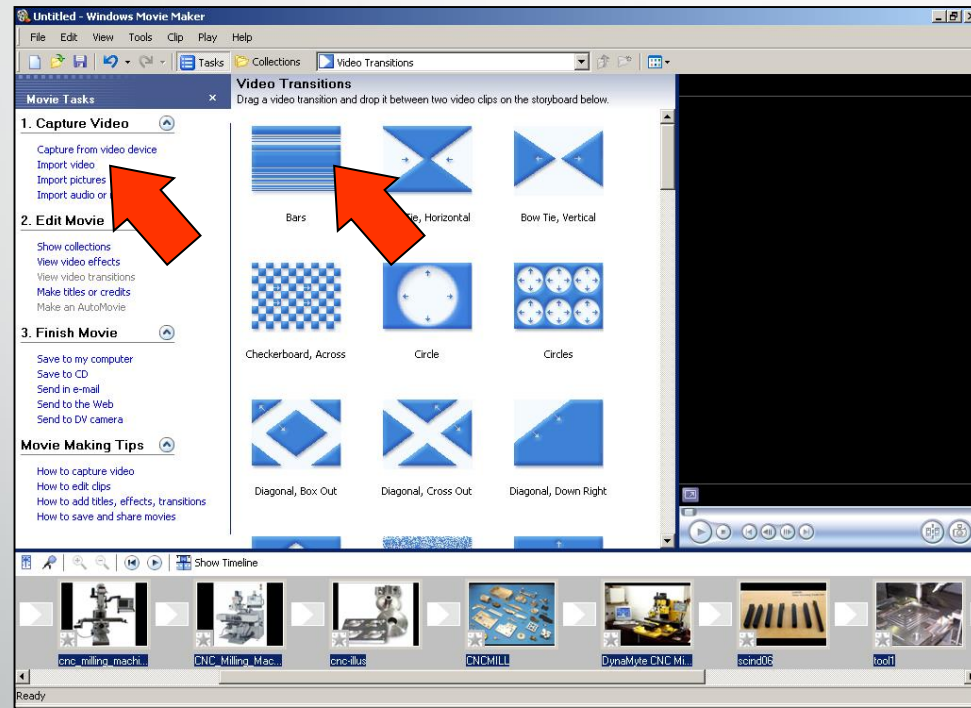 Untitled - Windows Movie Maker
File Edit View Tools Clip Play Help
Tasks Collections Video Transitions
Movie Tasks ×
1. Capture Video
Capture from video device
Import video
Import pictures
Import audio or
2. Edit Movie
Show collections
View video effects
View video transitions
Make titles or credits
Make an AutoMovie
3. Finish Movie
Save to my computer
Save to CD
Send in e-mail
Send to the Web
Send to DV camera
Movie Making Tips
How to capture video
How to edit clips
How to add titles, effects, transitions
How to save and share movies
Video Transitions
Drag a video transition and drop it between two video clips on the storyboard below.
Bars Tie, Horizontal Bow Tie, Vertical
Checkerboard, Across Circle Circles
Diagonal, Box Out Diagonal, Cross Out Diagonal, Down Right
Show Timeline
cnc_milling_machi... CNC_Milling_Mac... cnc-illus CNCMILL DynaMyte CNC Mi... scind06 tool1
Ready